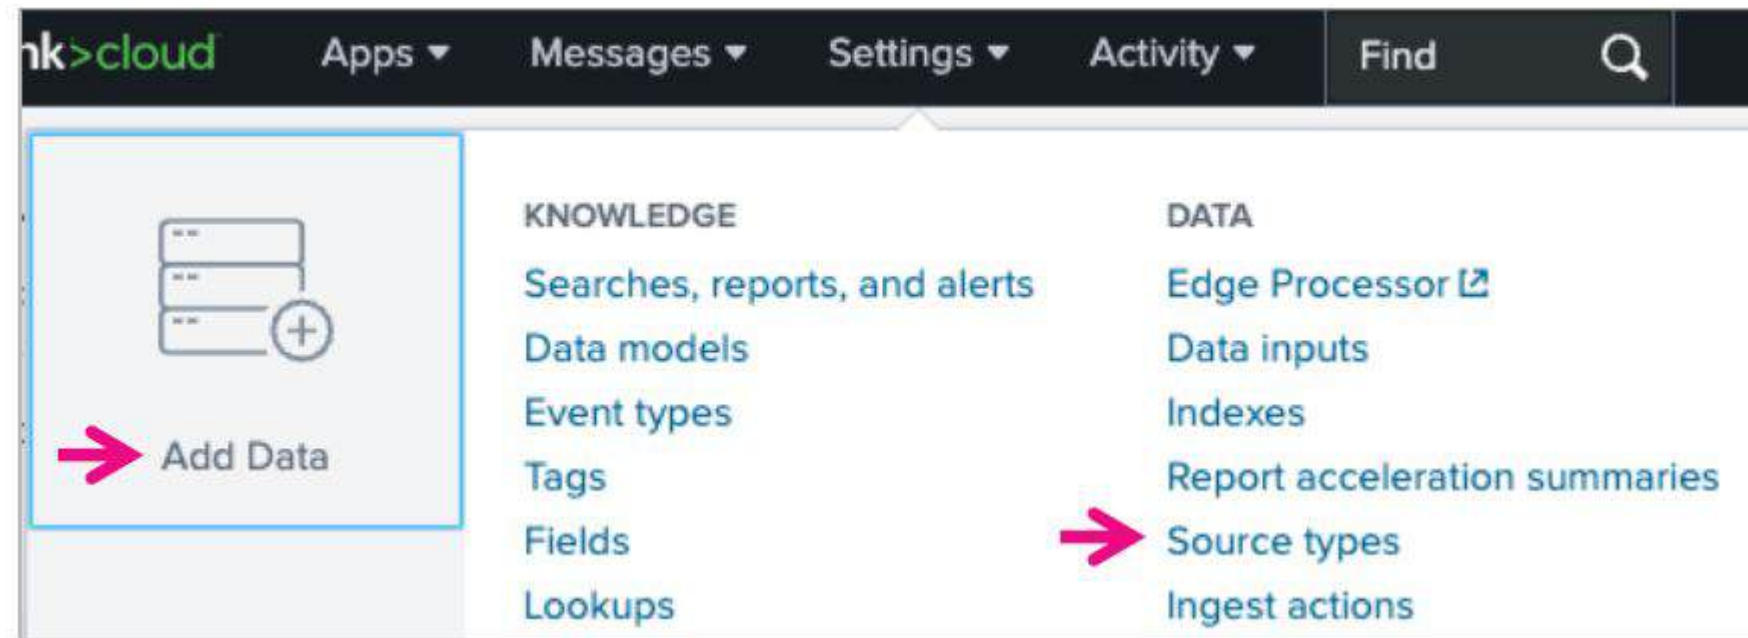 nk>cloud Apps Messages Settings Activity Find
Add Data
KNOWLEDGE
Searches, reports, and alerts
Data models
Event types
Tags
Fields
Lookups
DATA
Edge Processor
Data inputs
Indexes
Report acceleration summaries
Source types
Ingest actions